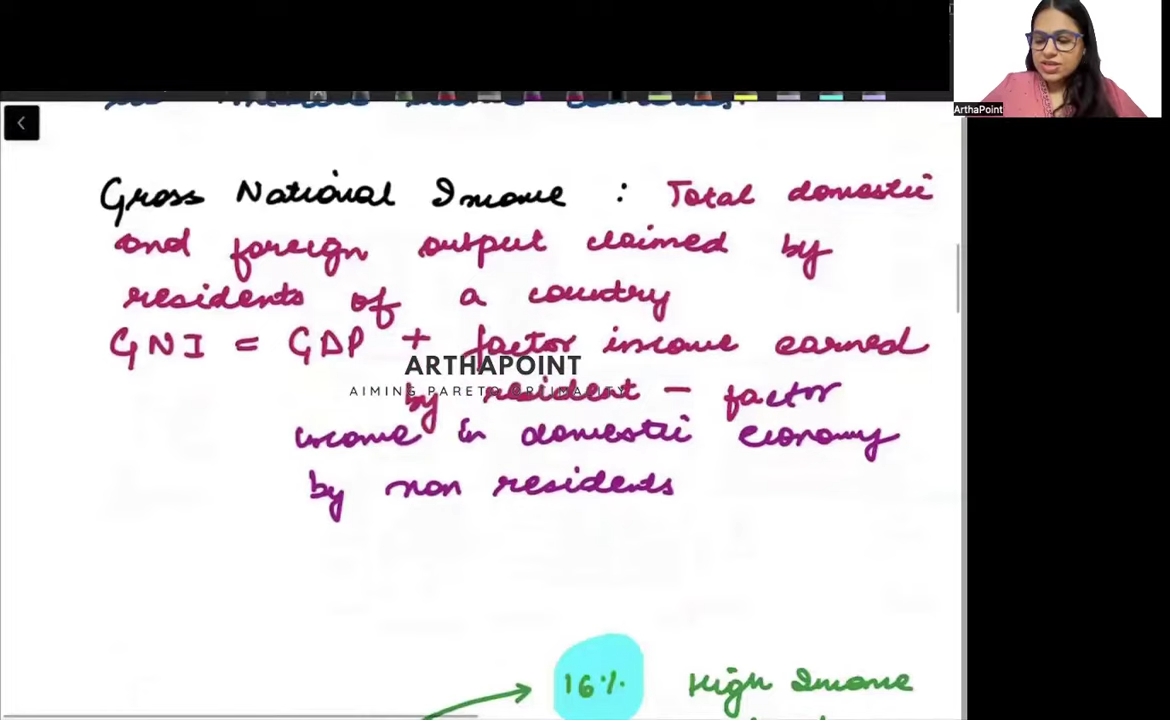 ArthaPoint
Gross National Income : Total domestic
and foreign output claimed by
residents of a country
GNI = GDP + factor income earned
ARTHAPOINT
AIMING PARETO OPTIMALITY
by resident - factor
income in domestic economy
by non residents
16% High Income